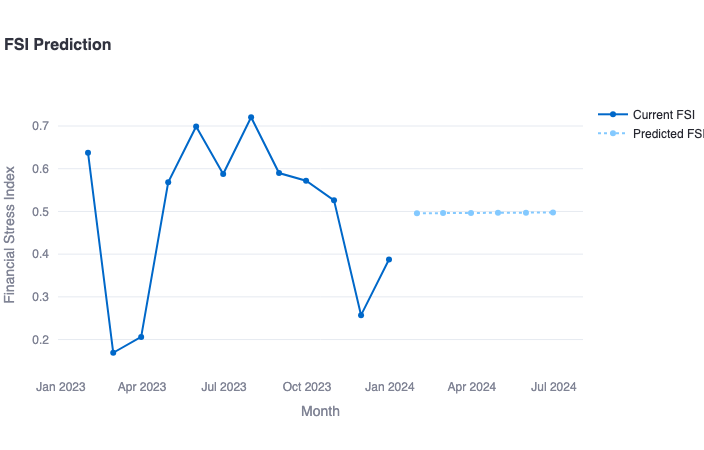 FSI Prediction
Current FSI
Predicted FSI
Financial Stress Index
0.7
0.6
0.5
0.4
0.3
0.2
Jan 2023 Apr 2023 Jul 2023 Oct 2023 Jan 2024 Apr 2024 Jul 2024
Month